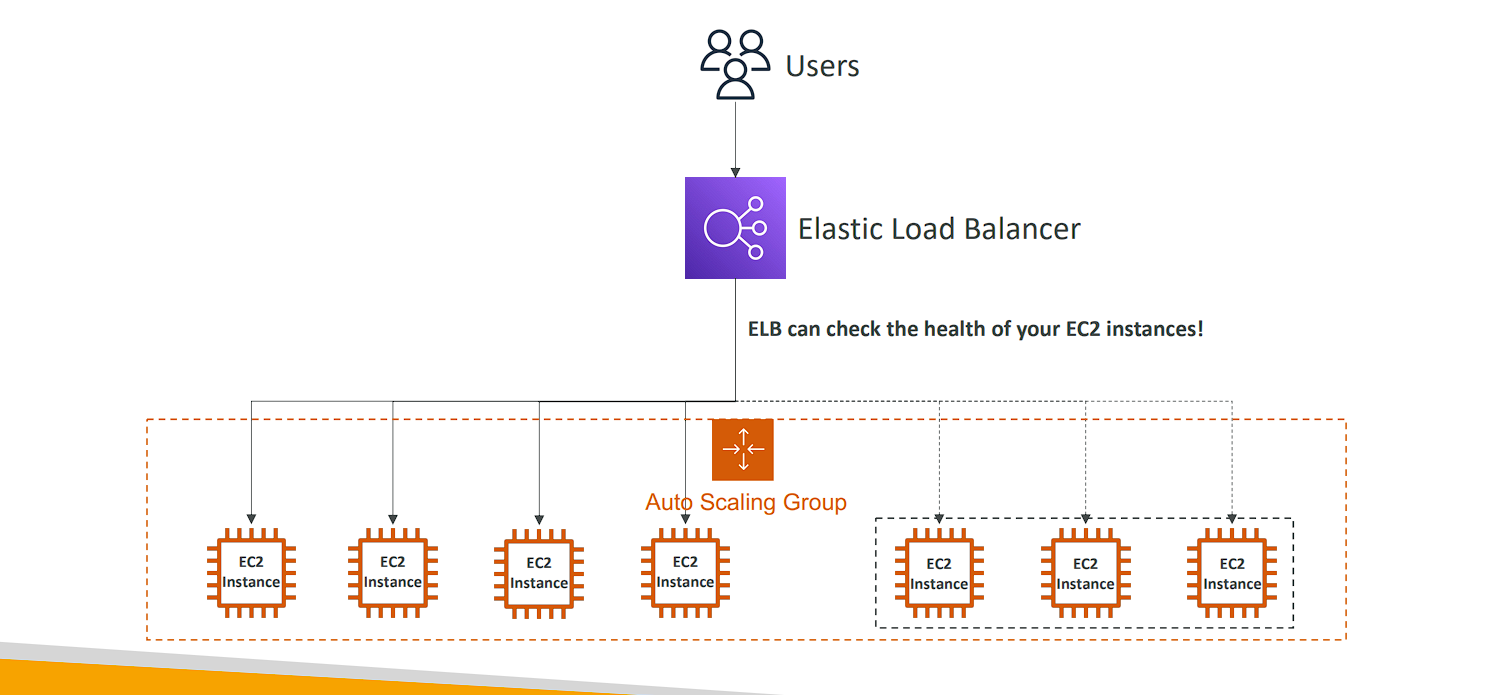 Users
Elastic Load Balancer
ELB can check the health of your EC2 instances!
Auto Scaling Group
EC2
Instance
EC2
Instance
EC2
Instance
EC2
Instance
EC2
Instance
EC2
Instance
EC2
Instance